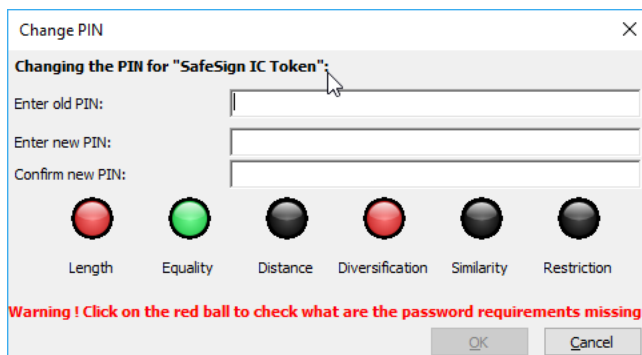 Change PIN
Changing the PIN for "SafeSign IC Token":
Enter old PIN:
Enter new PIN:
Confirm new PIN:
Length Equality Distance Diversification Similarity Restriction
Warning ! Click on the red ball to check what are the password requirements missing
OK Cancel